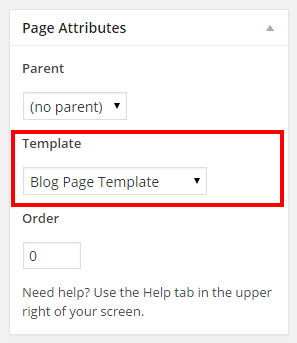 Page Attributes
Parent
(no parent)
Template
Blog Page Template
Order
0
Need help? Use the Help tab in the upper
right of your screen.